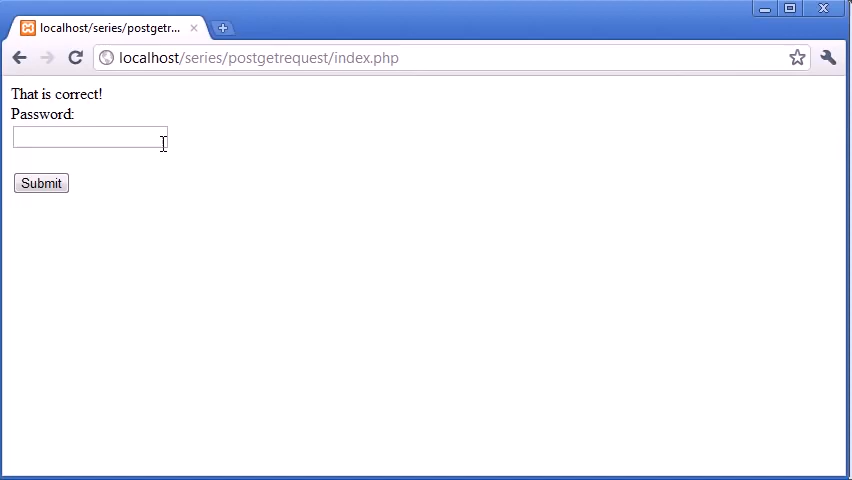 localhost/series/postgetr...
localhost/series/postgetrequest/index.php
That is correct!
Password:
Submit